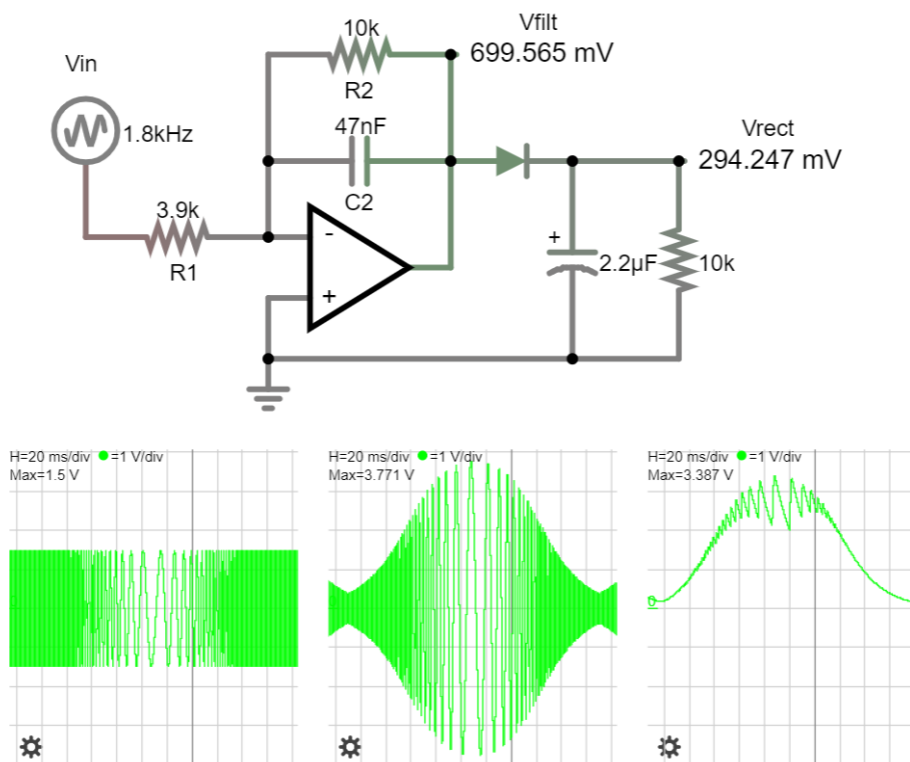 Vin
1.8kHz
3.9k
R1
10k
R2
47nF
C2
-
+
Vfilt
699.565 mV
Vrect
294.247 mV
+
2.2μF
10k
H=20 ms/div =1 V/div
Max=1.5 V
H=20 ms/div =1 V/div
Max=3.771 V
H=20 ms/div =1 V/div
Max=3.387 V
0